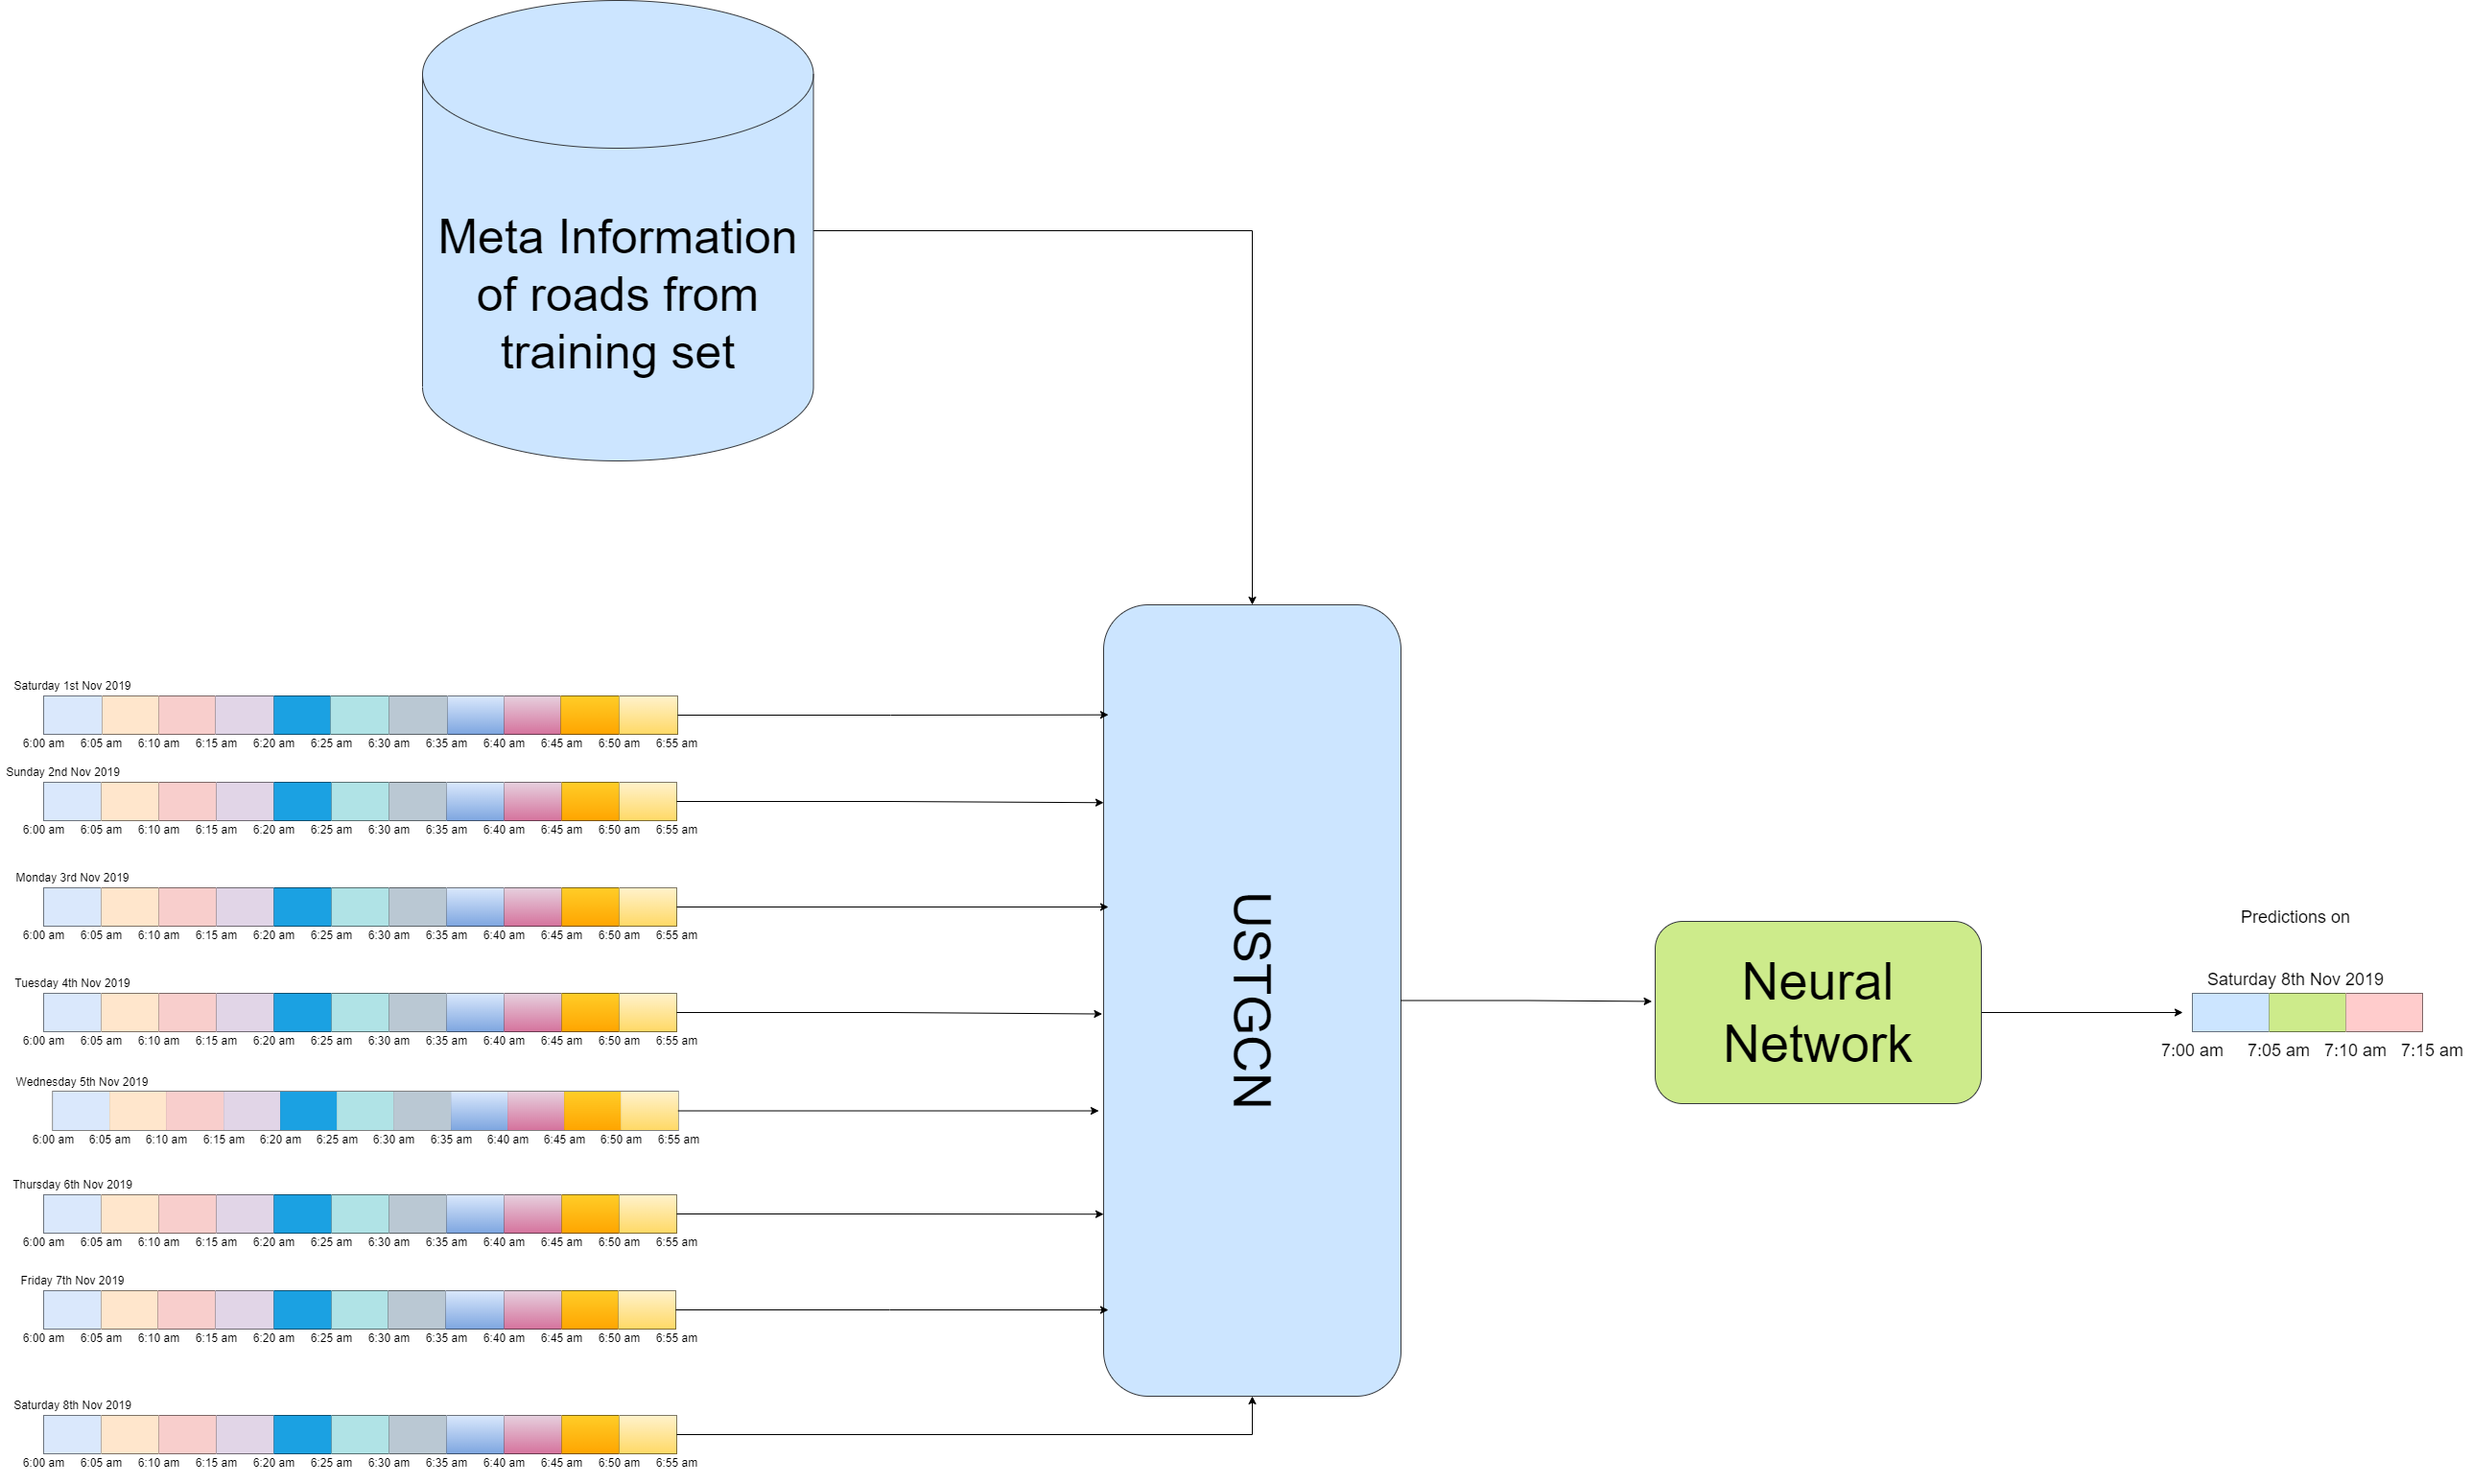 Meta Information
of roads from
training set
Saturday 1st Nov 2019
6:00 am 6:05 am 6:10 am 6:15 am 6:20 am 6:25 am 6:30 am 6:35 am 6:40 am 6:45 am 6:50 am 6:55 am
Sunday 2nd Nov 2019
6:00 am 6:05 am 6:10 am 6:15 am 6:20 am 6:25 am 6:30 am 6:35 am 6:40 am 6:45 am 6:50 am 6:55 am
Monday 3rd Nov 2019
6:00 am 6:05 am 6:10 am 6:15 am 6:20 am 6:25 am 6:30 am 6:35 am 6:40 am 6:45 am 6:50 am 6:55 am
Tuesday 4th Nov 2019
6:00 am 6:05 am 6:10 am 6:15 am 6:20 am 6:25 am 6:30 am 6:35 am 6:40 am 6:45 am 6:50 am 6:55 am
Wednesday 5th Nov 2019
6:00 am 6:05 am 6:10 am 6:15 am 6:20 am 6:25 am 6:30 am 6:35 am 6:40 am 6:45 am 6:50 am 6:55 am
Thursday 6th Nov 2019
6:00 am 6:05 am 6:10 am 6:15 am 6:20 am 6:25 am 6:30 am 6:35 am 6:40 am 6:45 am 6:50 am 6:55 am
Friday 7th Nov 2019
6:00 am 6:05 am 6:10 am 6:15 am 6:20 am 6:25 am 6:30 am 6:35 am 6:40 am 6:45 am 6:50 am 6:55 am
Saturday 8th Nov 2019
6:00 am 6:05 am 6:10 am 6:15 am 6:20 am 6:25 am 6:30 am 6:35 am 6:40 am 6:45 am 6:50 am 6:55 am
USTGCN
Neural
Network
Predictions on
Saturday 8th Nov 2019
7:00 am 7:05 am 7:10 am 7:15 am